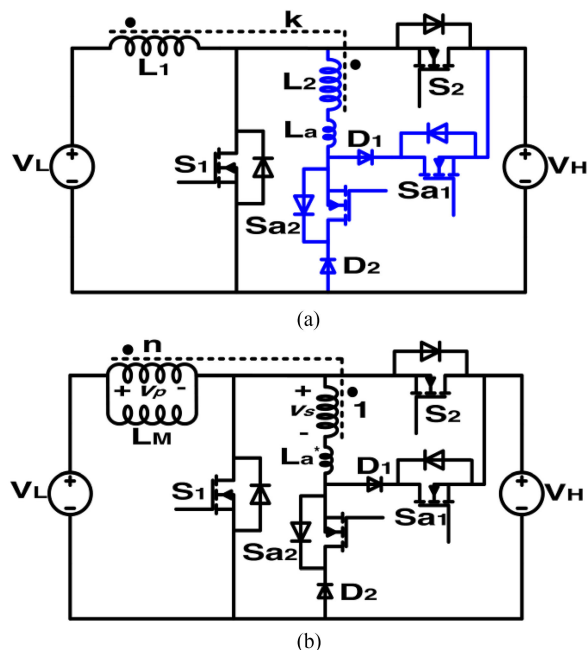 k
L1
L2
S2
La
D1
VL
S1
VH
Sa1
Sa2
D2
(a)
n
+ vp -
+
vs
-
1
LM
S2
La*
D1
VL
S1
VH
Sa1
Sa2
D2
(b)